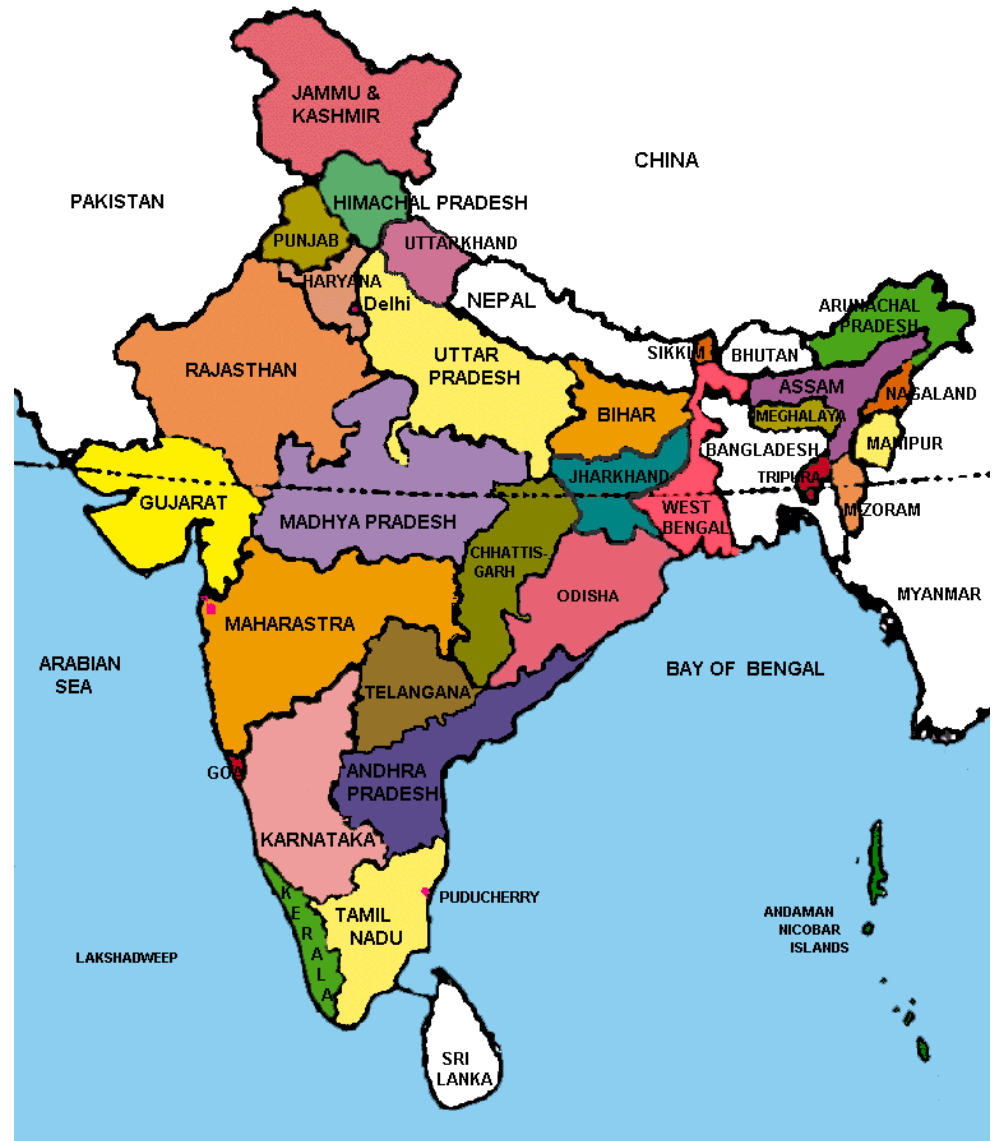 JAMMU &
KASHMIR
CHINA
PAKISTAN
HIMACHAL PRADESH
PUNJAB
UTTARKHAND
HARYANA
Delhi
NEPAL
ARUNACHAL
PRADESH
SIKKIM
BHUTAN
UTTAR
PRADESH
RAJASTHAN
ASSAM
NAGALAND
BIHAR
MEGHALAYA
MANIPUR
BANGLADESH
JHARKHAND
TRIPURA
GUJARAT
WEST
BENGAL
MIZORAM
MADHYA PRADESH
CHHATTIS-
GARH
ODISHA
MYANMAR
MAHARASTRA
ARABIAN
SEA
BAY OF BENGAL
TELANGANA
GOA
ANDHRA
PRADESH
KARNATAKA
KERALA
PUDUCHERRY
TAMIL
NADU
ANDAMAN
NICOBAR
ISLANDS
LAKSHADWEEP
SRI
LANKA